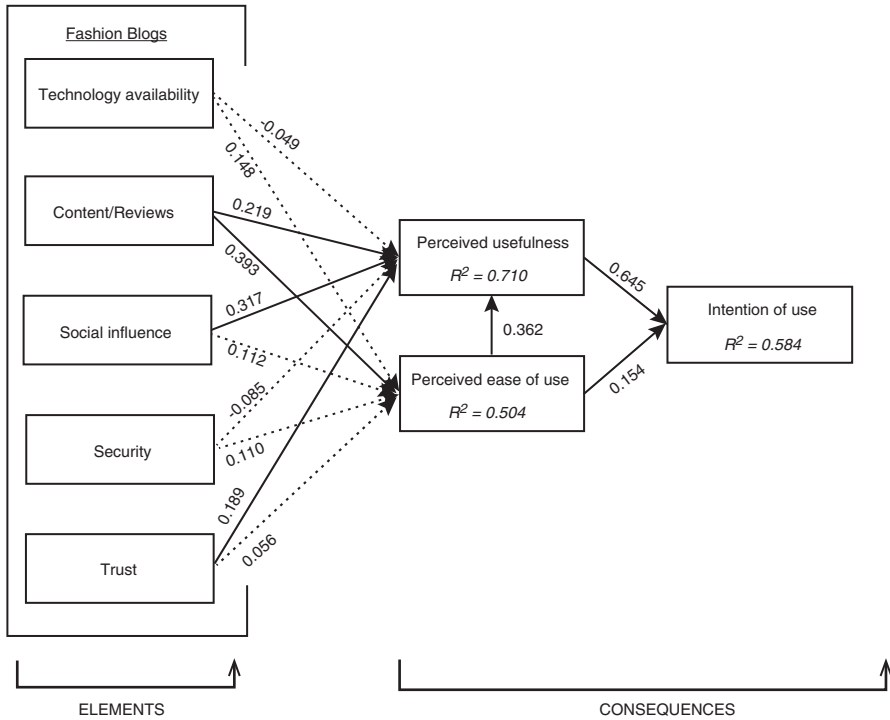 Fashion Blogs
Technology availability
Content/Reviews
Social influence
Security
Trust
-0.049
0.148
0.219
0.393
0.317
0.112
-0.085
0.110
0.189
0.056
Perceived usefulness
R² = 0.710
0.362
Perceived ease of use
R² = 0.504
0.645
0.154
Intention of use
R² = 0.584
ELEMENTS
CONSEQUENCES